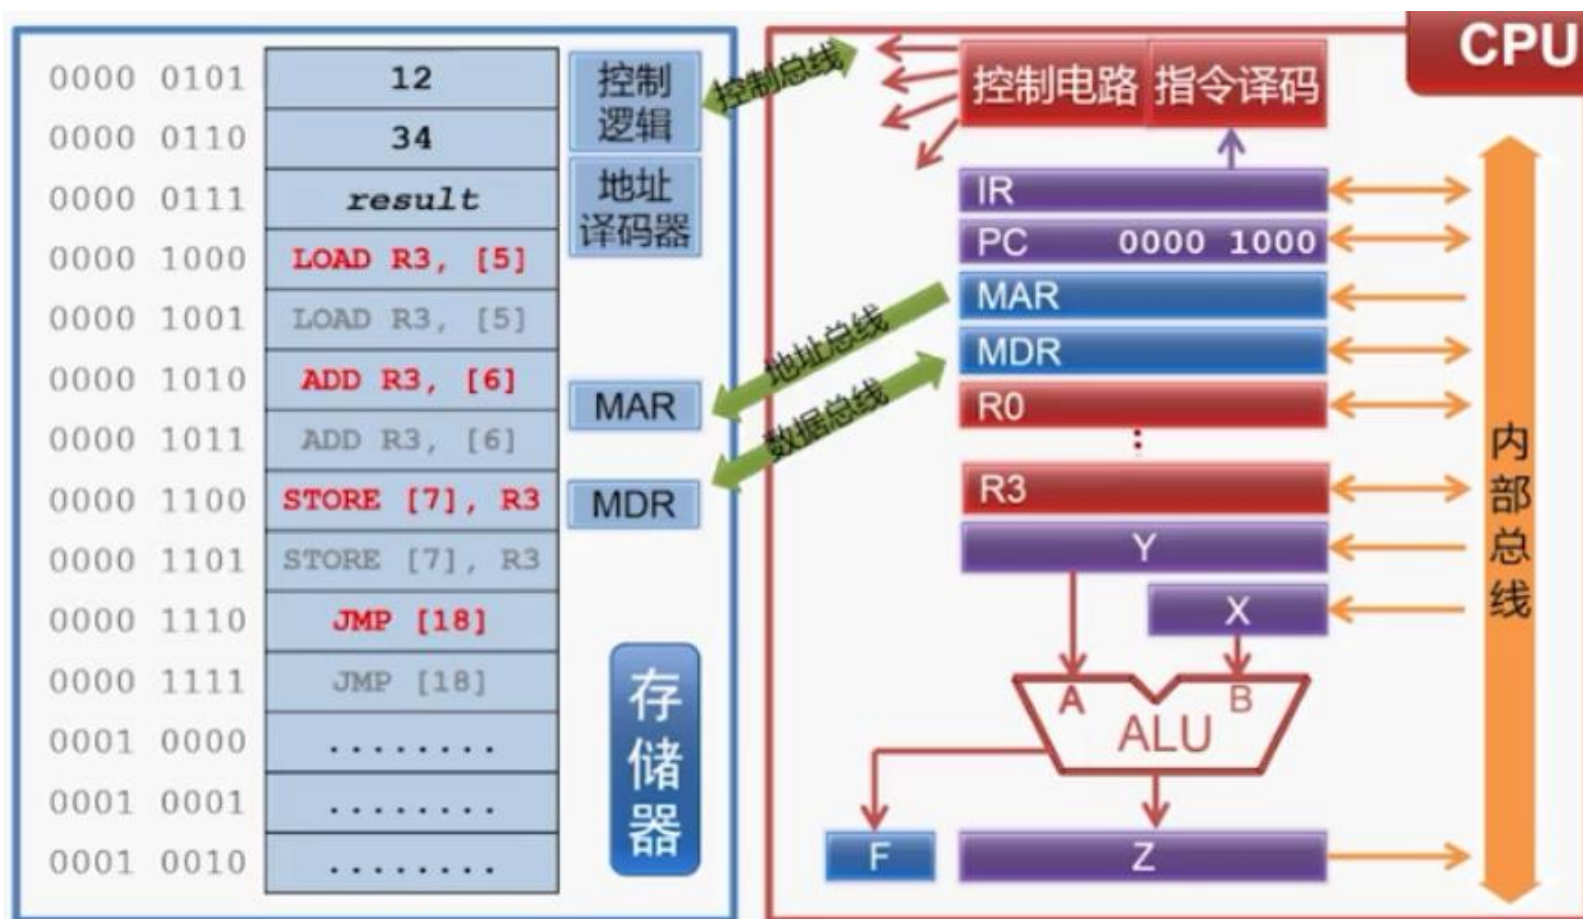 0000 0101 12
0000 0110 34
0000 0111 result
0000 1000 LOAD R3, [5]
0000 1001 LOAD R3, [5]
0000 1010 ADD R3, [6]
0000 1011 ADD R3, [6]
0000 1100 STORE [7], R3
0000 1101 STORE [7], R3
0000 1110 JMP [18]
0000 1111 JMP [18]
0001 0000 ........
0001 0001 ........
0001 0010 ........
控制
逻辑
地址
译码器
MAR
MDR
存储器
控制总线
地址总线
数据总线
CPU
控制电路 指令译码
IR
PC 0000 1000
MAR
MDR
R0
⋮
R3
Y
X
A B
ALU
F Z
内部总线